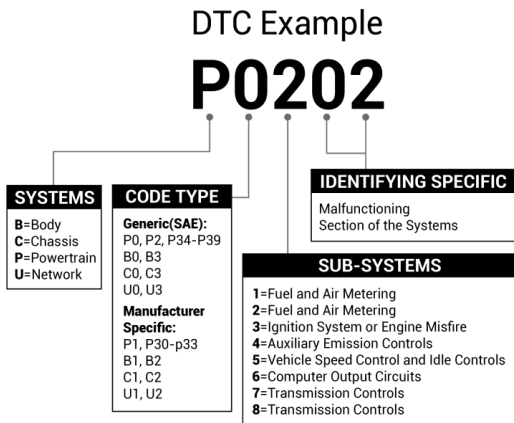 DTC Example
P0202
SYSTEMS
B=Body
C=Chassis
P=Powertrain
U=Network
CODE TYPE
Generic(SAE):
P0, P2, P34-P39
B0, B3
C0, C3
U0, U3
Manufacturer
Specific:
P1, P30-p33
B1, B2
C1, C2
U1, U2
IDENTIFYING SPECIFIC
Malfunctioning
Section of the Systems
SUB-SYSTEMS
1=Fuel and Air Metering
2=Fuel and Air Metering
3=Ignition System or Engine Misfire
4=Auxiliary Emission Controls
5=Vehicle Speed Control and Idle Controls
6=Computer Output Circuits
7=Transmission Controls
8=Transmission Controls